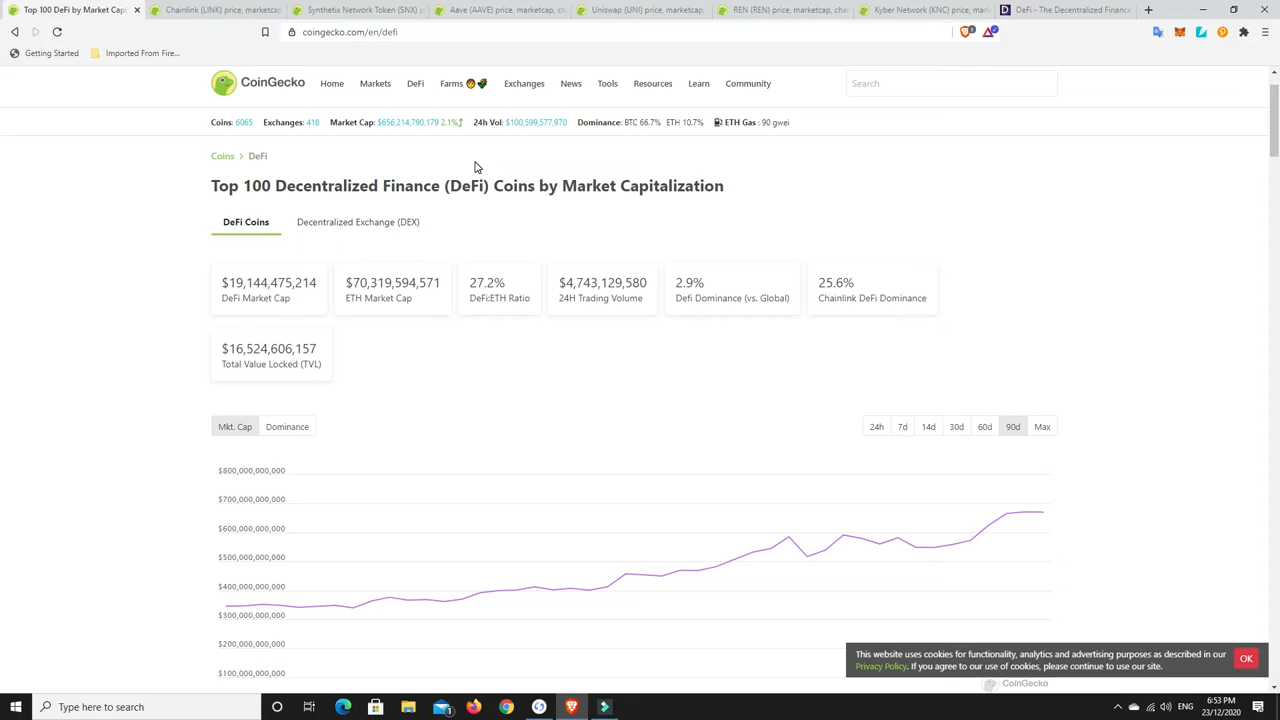 Top 100 DeFi by Market Cap
Chainlink (LINK) price, marketcap,
Synthetix Network Token (SNX) p
Aave (AAVE) price, marketcap, ch
Uniswap (UNI) price, marketcap,
REN (REN) price, marketcap, char
Kyber Network (KNC) price, mark
DeFi - The Decentralized Finance
coingecko.com/en/defi
Getting Started
Imported From Fire...
CoinGecko
Home
Markets
DeFi
Farms
Exchanges
News
Tools
Resources
Learn
Community
Search
Coins: 6065
Exchanges: 418
Market Cap: $656,214,790,179 2.1%
24h Vol: $100,599,577,970
Dominance: BTC 66.7% ETH 10.7%
ETH Gas : 90 gwei
Coins > DeFi
Top 100 Decentralized Finance (DeFi) Coins by Market Capitalization
DeFi Coins
Decentralized Exchange (DEX)
$19,144,475,214
DeFi Market Cap
$70,319,594,571
ETH Market Cap
27.2%
DeFi:ETH Ratio
$4,743,129,580
24H Trading Volume
2.9%
Defi Dominance (vs. Global)
25.6%
Chainlink DeFi Dominance
$16,524,606,157
Total Value Locked (TVL)
Mkt. Cap
Dominance
24h
7d
14d
30d
60d
90d
Max
$800,000,000,000
$700,000,000,000
$600,000,000,000
$500,000,000,000
$400,000,000,000
$300,000,000,000
$200,000,000,000
$100,000,000,000
This website uses cookies for functionality, analytics and advertising purposes as described in our
Privacy Policy. If you agree to our use of cookies, please continue to use our site.
OK
CoinGecko
Type here to search
ENG
6:53 PM
23/12/2020